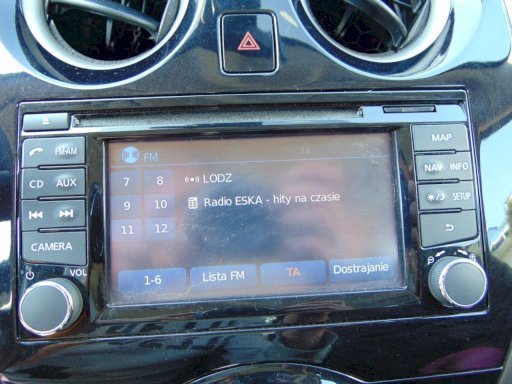 FM-AM
CD AUX
CAMERA
VOL
FM
TA
7 8
LODZ
9 10
Radio ESKA - hity na czasie
11 12
1-6
Lista FM
TA
Dostrajanie
MAP
NAV INFO
SETUP